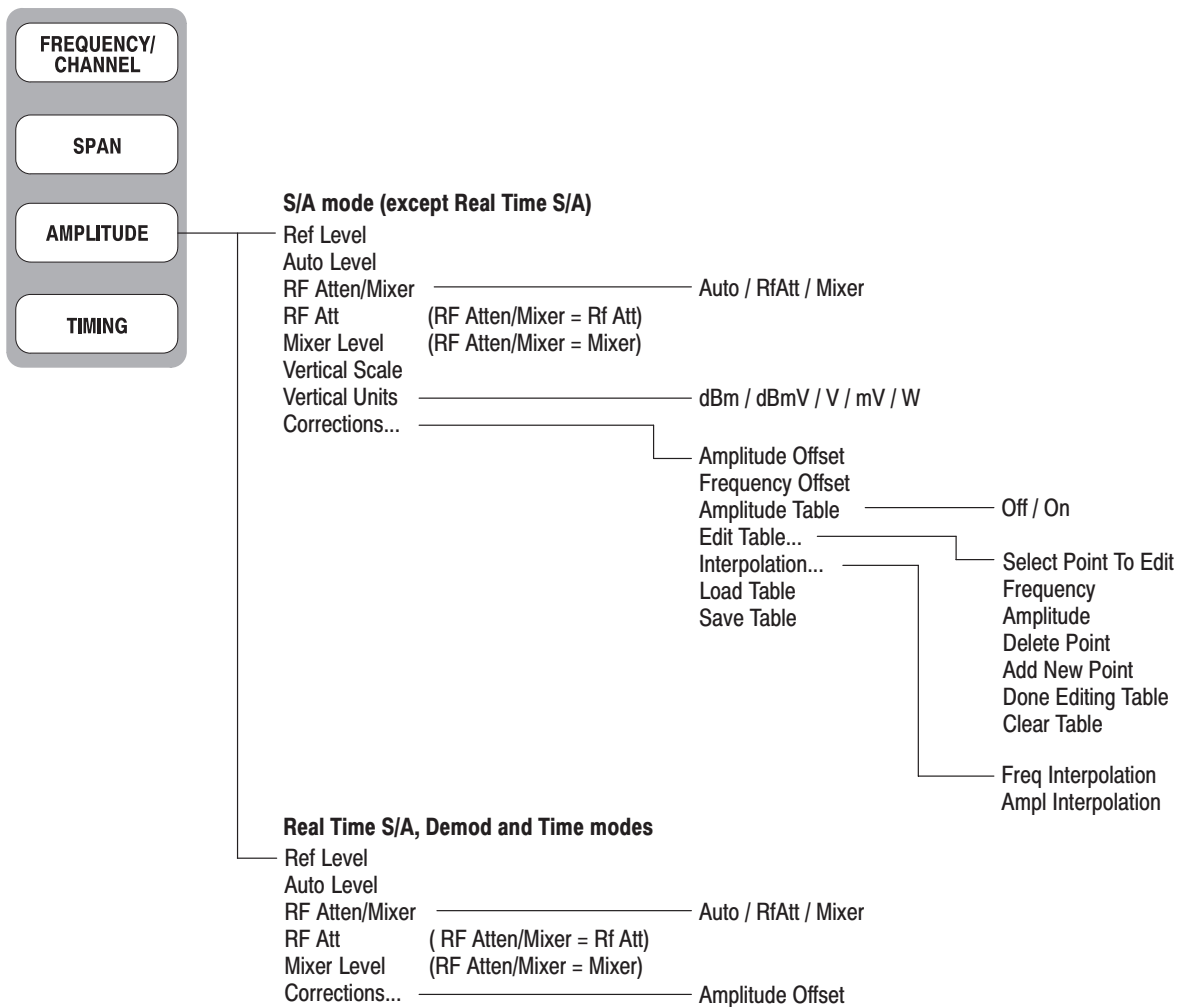 FREQUENCY/
CHANNEL
SPAN
AMPLITUDE
TIMING
S/A mode (except Real Time S/A)
Ref Level
Auto Level
RF Atten/Mixer Auto / RfAtt / Mixer
RF Att (RF Atten/Mixer = Rf Att)
Mixer Level (RF Atten/Mixer = Mixer)
Vertical Scale
Vertical Units dBm / dBmV / V / mV / W
Corrections...
Amplitude Offset
Frequency Offset
Amplitude Table Off / On
Edit Table...
Interpolation...
Load Table
Save Table
Select Point To Edit
Frequency
Amplitude
Delete Point
Add New Point
Done Editing Table
Clear Table
Freq Interpolation
Ampl Interpolation
Real Time S/A, Demod and Time modes
Ref Level
Auto Level
RF Atten/Mixer Auto / RfAtt / Mixer
RF Att ( RF Atten/Mixer = Rf Att)
Mixer Level (RF Atten/Mixer = Mixer)
Corrections... Amplitude Offset